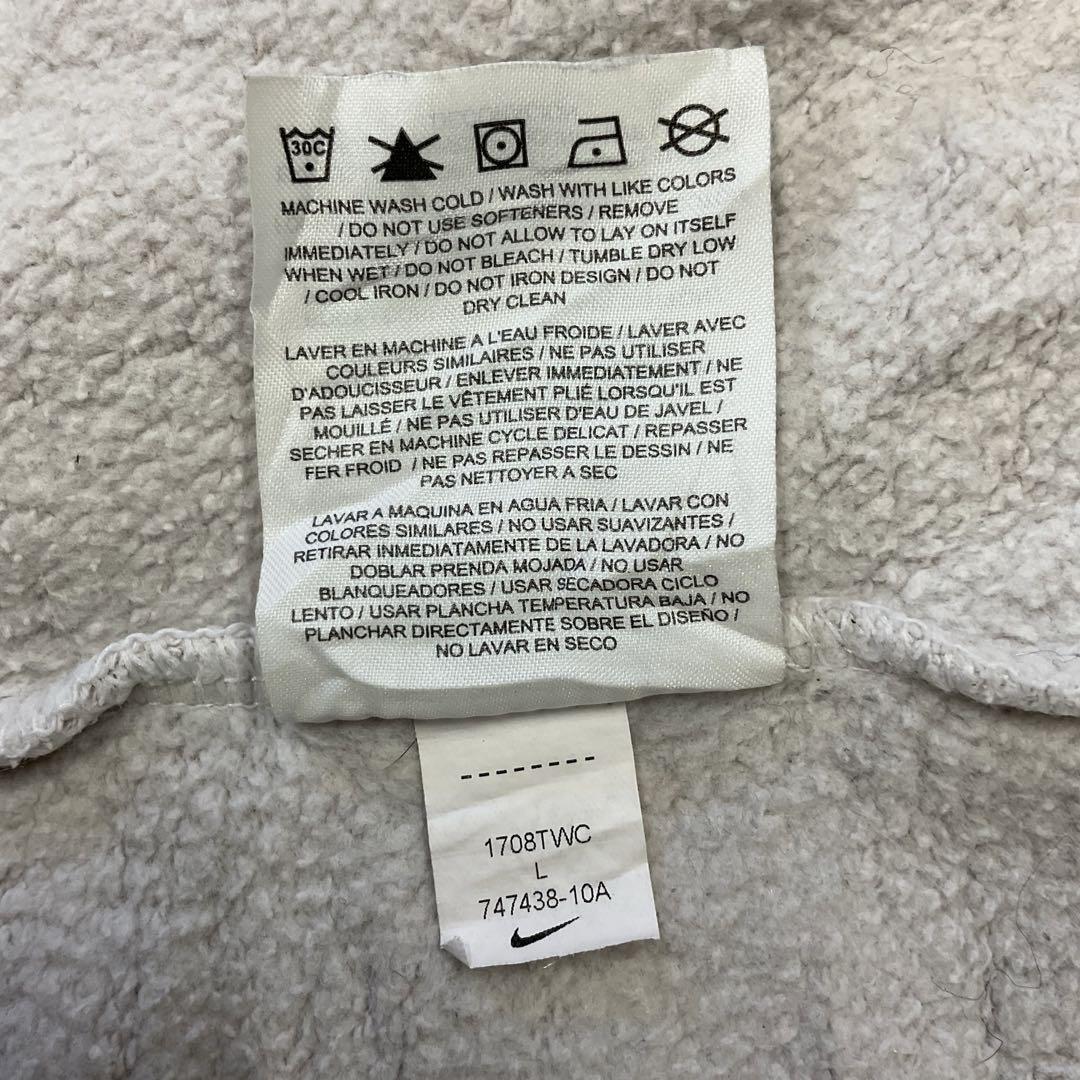 30C
MACHINE WASH COLD / WASH WITH LIKE COLORS
/ DO NOT USE SOFTENERS / REMOVE
IMMEDIATELY / DO NOT ALLOW TO LAY ON ITSELF
WHEN WET / DO NOT BLEACH / TUMBLE DRY LOW
/ COOL IRON / DO NOT IRON DESIGN / DO NOT
DRY CLEAN
LAVER EN MACHINE A L'EAU FROIDE / LAVER AVEC
COULEURS SIMILAIRES / NE PAS UTILISER
D'ADOUCISSEUR / ENLEVER IMMEDIATEMENT / NE
PAS LAISSER LE VÊTEMENT PLIÉ LORSQU'IL EST
MOUILLÉ / NE PAS UTILISER D'EAU DE JAVEL /
SECHER EN MACHINE CYCLE DELICAT / REPASSER
FER FROID / NE PAS REPASSER LE DESSIN / NE
PAS NETTOYER A SEC
LAVAR A MAQUINA EN AGUA FRIA / LAVAR CON
COLORES SIMILARES / NO USAR SUAVIZANTES /
RETIRAR INMEDIATAMENTE DE LA LAVADORA / NO
DOBLAR PRENDA MOJADA / NO USAR
BLANQUEADORES / USAR SECADORA CICLO
LENTO / USAR PLANCHA TEMPERATURA BAJA / NO
PLANCHAR DIRECTAMENTE SOBRE EL DISEÑO /
NO LAVAR EN SECO
--------
1708TWC
L
747438-10A